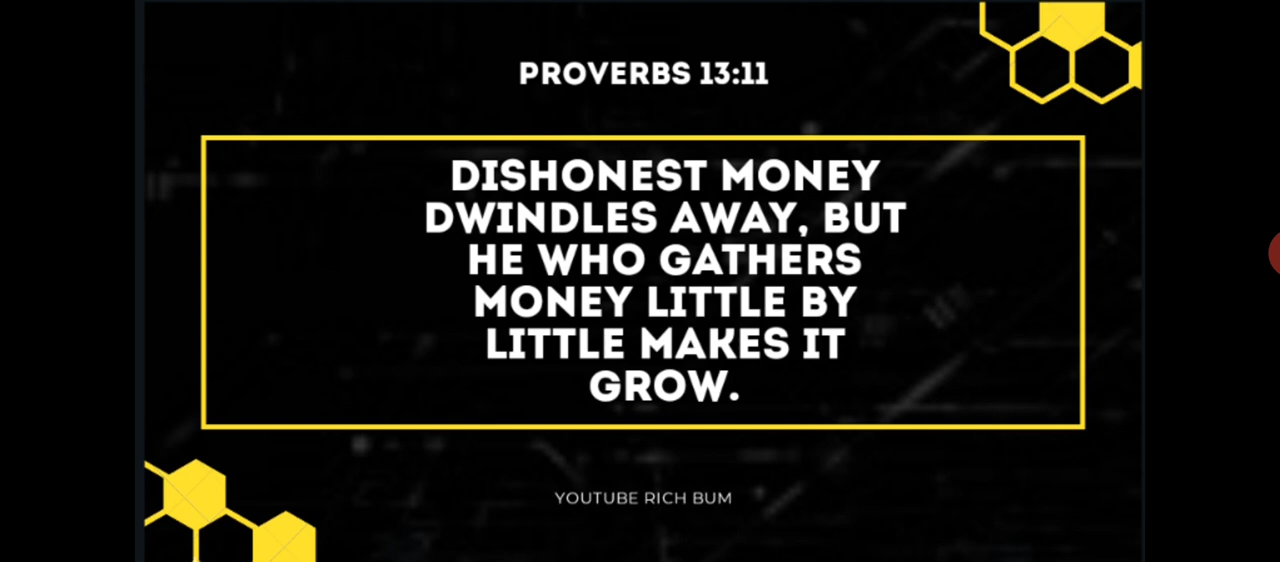 PROVERBS 13:11
DISHONEST MONEY
DWINDLES AWAY, BUT
HE WHO GATHERS
MONEY LITTLE BY
LITTLE MAKES IT
GROW.
YOUTUBE RICH BUM